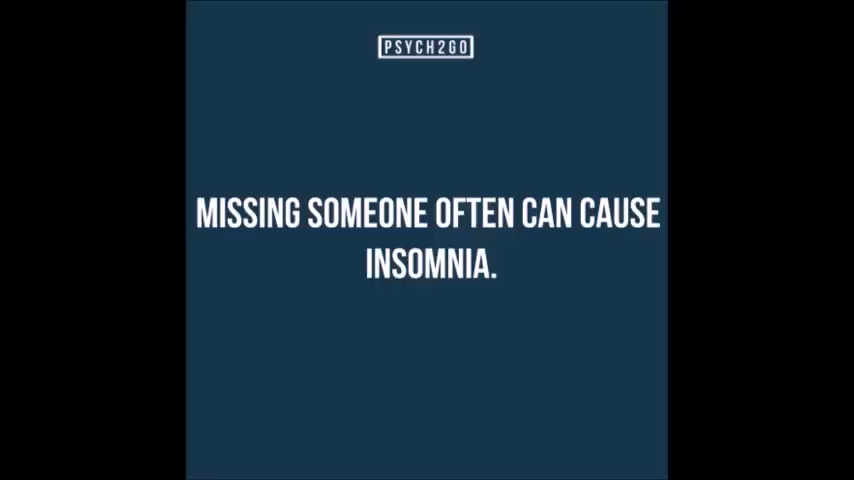 PSYCH2GO
MISSING SOMEONE OFTEN CAN CAUSE
INSOMNIA.